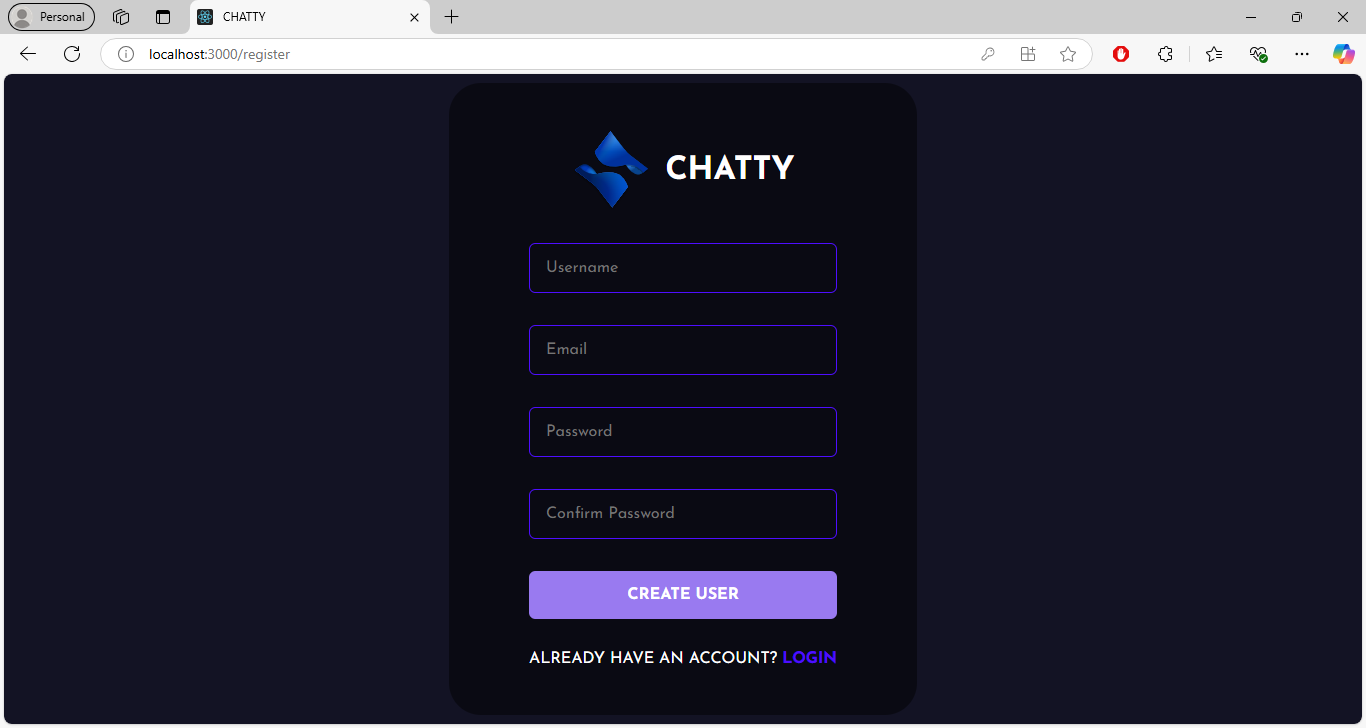 Personal
CHATTY
localhost:3000/register
CHATTY
Username
Email
Password
Confirm Password
CREATE USER
ALREADY HAVE AN ACCOUNT? LOGIN